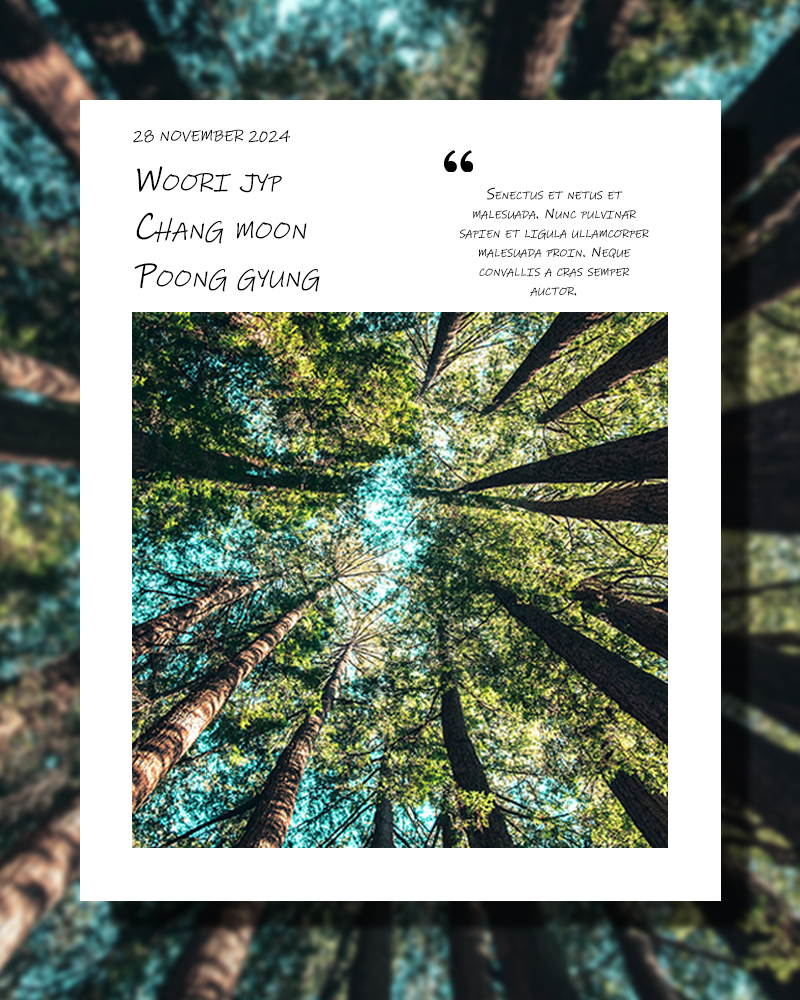 28 NOVEMBER 2024
WOORI JYP
CHANG MOON
POONG GYUNG
“
SENECTUS ET NETUS ET
MALESUADA. NUNC PULVINAR
SAPIEN ET LIGULA ULLAMCORPER
MALESUADA PROIN. NEQUE
CONVALLIS A CRAS SEMPER
AUCTOR.